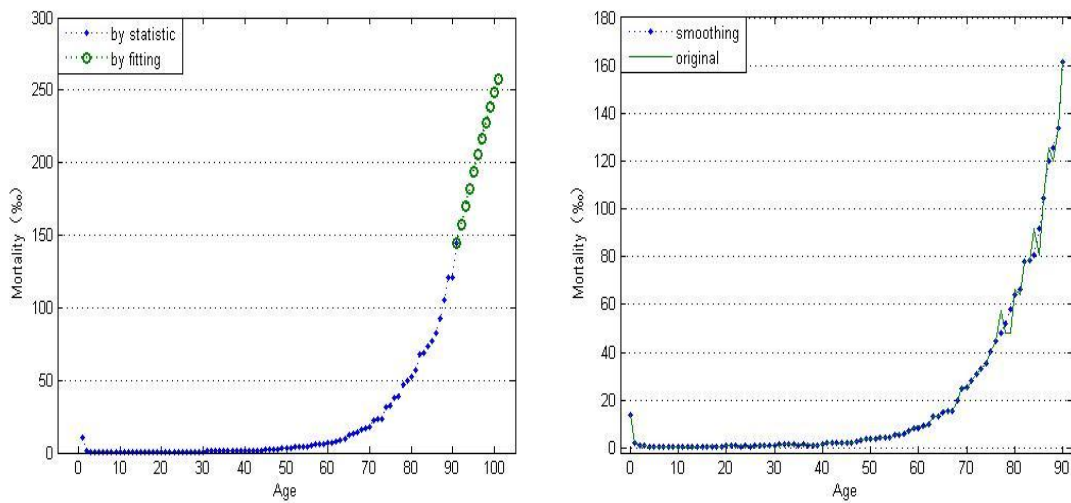 300
250
200
150
100
50
0
0 10 20 30 40 50 60 70 80 90 100
Age
Mortality (‰)
by statistic
by fitting
180
160
140
120
100
80
60
40
20
0
0 10 20 30 40 50 60 70 80 90
Age
Mortality (‰)
smoothing
original